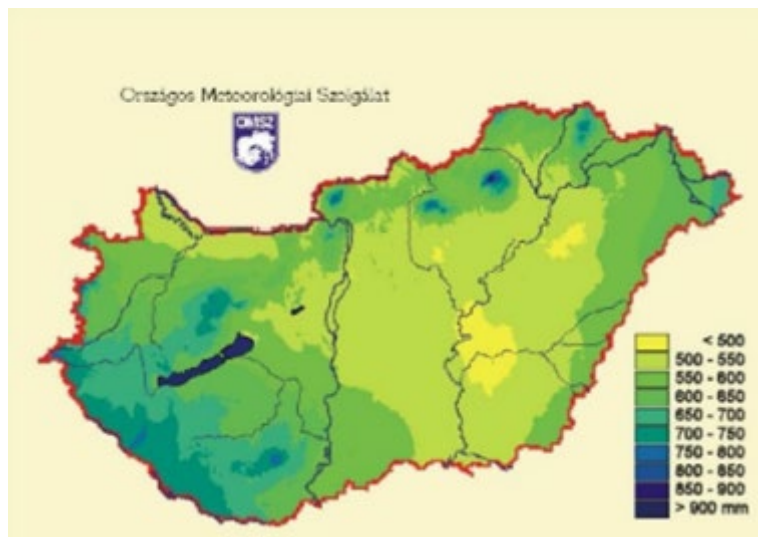 Országos Meteorológiai Szolgálat
OMSZ
< 500
500 - 550
550 - 600
600 - 650
650 - 700
700 - 750
750 - 800
800 - 850
850 - 900
> 900 mm